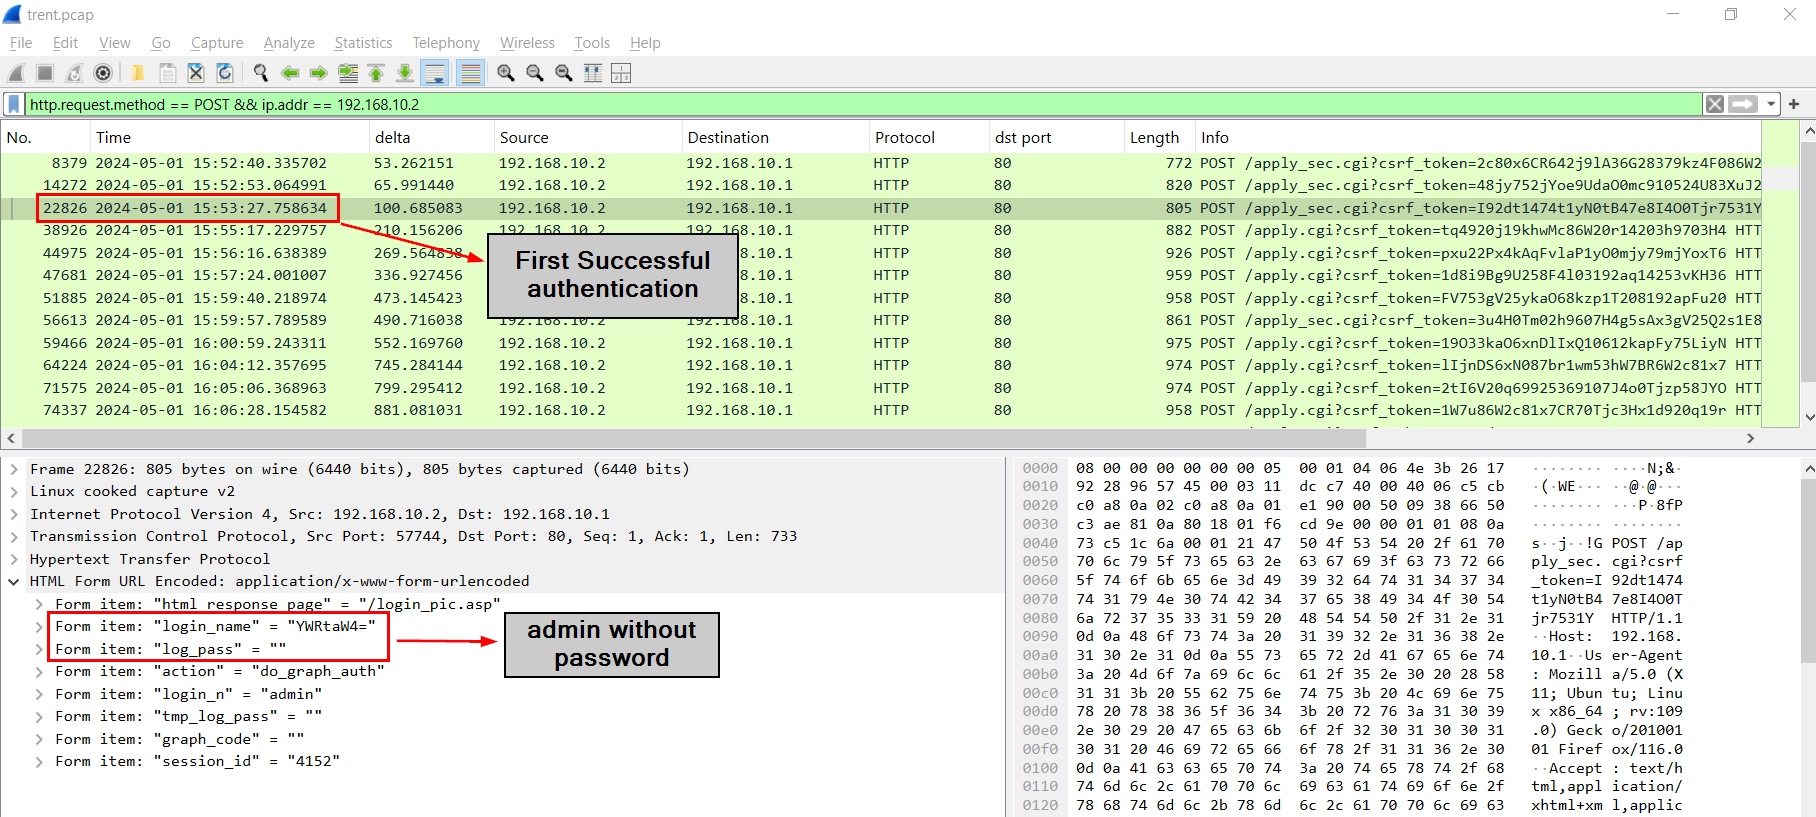 trent.pcap
File Edit View Go Capture Analyze Statistics Telephony Wireless Tools Help
http.request.method == POST && ip.addr == 192.168.10.2
No. Time delta Source Destination Protocol dst port Length Info
8379 2024-05-01 15:52:40.335702 53.262151 192.168.10.2 192.168.10.1 HTTP 80 772 POST /apply_sec.cgi?csrf_token=2c80x6CR642j9lA36G28379kz4F086W2
14272 2024-05-01 15:52:53.064991 65.991440 192.168.10.2 192.168.10.1 HTTP 80 820 POST /apply_sec.cgi?csrf_token=48jy752jYoe9UdaO0mc910524U83XuJ2
22826 2024-05-01 15:53:27.758634 100.685083 192.168.10.2 192.168.10.1 HTTP 80 805 POST /apply_sec.cgi?csrf_token=I92dt1474t1yN0tB47e8I4O0Tjr7531Y
38926 2024-05-01 15:55:17.229757 210.156206 192.168.10.2 192.168.10.1 HTTP 80 882 POST /apply.cgi?csrf_token=tq4920j19khwMc86W20r14203h9703H4 HTT
44975 2024-05-01 15:56:16.638389 269.564838 .10.1 HTTP 80 926 POST /apply.cgi?csrf_token=pxu22Px4kAqFvlaP1yO0mjy79mjYoxT6 HTT
47681 2024-05-01 15:57:24.001007 336.927456 .10.1 HTTP 80 959 POST /apply.cgi?csrf_token=1d8i9Bg9U258F4l03192aq14253vKH36 HTT
51885 2024-05-01 15:59:40.218974 473.145423 .10.1 HTTP 80 958 POST /apply.cgi?csrf_token=FV753gV25ykaO68kzp1T208192apFu20 HTT
56613 2024-05-01 15:59:57.789589 490.716038 192.168.10.2 192.168.10.1 HTTP 80 861 POST /apply_sec.cgi?csrf_token=3u4H0Tm02h9607H4g5sAx3gV25Q2s1E8
59466 2024-05-01 16:00:59.243311 552.169760 192.168.10.2 192.168.10.1 HTTP 80 975 POST /apply.cgi?csrf_token=19O33kaO6xnDlIxQ10612kapFy75LiyN HTT
64224 2024-05-01 16:04:12.357695 745.284144 192.168.10.2 192.168.10.1 HTTP 80 974 POST /apply.cgi?csrf_token=lIjnDS6xN087br1wm53hW7BR6W2c81x7 HTT
71575 2024-05-01 16:05:06.368963 799.295412 192.168.10.2 192.168.10.1 HTTP 80 974 POST /apply.cgi?csrf_token=2tI6V20q69925369107J4o0Tjzp58JYO HTT
74337 2024-05-01 16:06:28.154582 881.081031 192.168.10.2 192.168.10.1 HTTP 80 958 POST /apply.cgi?csrf_token=1W7u86W2c81x7CR70Tjc3Hx1d920q19r HTT
First Successful
authentication
Frame 22826: 805 bytes on wire (6440 bits), 805 bytes captured (6440 bits)
Linux cooked capture v2
Internet Protocol Version 4, Src: 192.168.10.2, Dst: 192.168.10.1
Transmission Control Protocol, Src Port: 57744, Dst Port: 80, Seq: 1, Ack: 1, Len: 733
Hypertext Transfer Protocol
HTML Form URL Encoded: application/x-www-form-urlencoded
Form item: "html_response_page" = "/login_pic.asp"
Form item: "login_name" = "YWRtaW4="
Form item: "log_pass" = ""
Form item: "action" = "do_graph_auth"
Form item: "login_n" = "admin"
Form item: "tmp_log_pass" = ""
Form item: "graph_code" = ""
Form item: "session_id" = "4152"
admin without
password
0000 08 00 00 00 00 00 00 05 00 01 04 06 4e 3b 26 17 ········ ····N;&·
0010 92 28 96 57 45 00 03 11 dc c7 40 00 40 06 c5 cb ·(·WE··· ··@·@···
0020 c0 a8 0a 02 c0 a8 0a 01 e1 90 00 50 09 38 66 50 ········ ···P·8fP
0030 c3 ae 81 0a 80 18 01 f6 cd 9e 00 00 01 01 08 0a ········ ········
0040 73 c5 1c 6a 00 01 21 47 50 4f 53 54 20 2f 61 70 s··j··!G POST /ap
0050 70 6c 79 5f 73 65 63 2e 63 67 69 3f 63 73 72 66 ply_sec. cgi?csrf
0060 5f 74 6f 6b 65 6e 3d 49 39 32 64 74 31 34 37 34 _token=I 92dt1474
0070 74 31 79 4e 30 74 42 34 37 65 38 49 34 4f 30 54 t1yN0tB4 7e8I4O0T
0080 6a 72 37 35 33 31 59 20 48 54 54 50 2f 31 2e 31 jr7531Y HTTP/1.1
0090 0d 0a 48 6f 73 74 3a 20 31 39 32 2e 31 36 38 2e ··Host: 192.168.
00a0 31 30 2e 31 0d 0a 55 73 65 72 2d 41 67 65 6e 74 10.1··Us er-Agent
00b0 3a 20 4d 6f 7a 69 6c 6c 61 2f 35 2e 30 20 28 58 : Mozill a/5.0 (X
00c0 31 31 3b 20 55 62 75 6e 74 75 3b 20 4c 69 6e 75 11; Ubun tu; Linu
00d0 78 20 78 38 36 5f 36 34 3b 20 72 76 3a 31 30 39 x x86_64 ; rv:109
00e0 2e 30 29 20 47 65 63 6b 6f 2f 32 30 31 30 30 31 .0) Geck o/201001
00f0 30 31 20 46 69 72 65 66 6f 78 2f 31 31 36 2e 30 01 Firef ox/116.0
0100 0d 0a 41 63 63 65 70 74 3a 20 74 65 78 74 2f 68 ··Accept : text/h
0110 74 6d 6c 2c 61 70 70 6c 69 63 61 74 69 6f 6e 2f tml,appl ication/
0120 78 68 74 6d 6c 2b 78 6d 6c 2c 61 70 70 6c 69 63 xhtml+xm l,applic